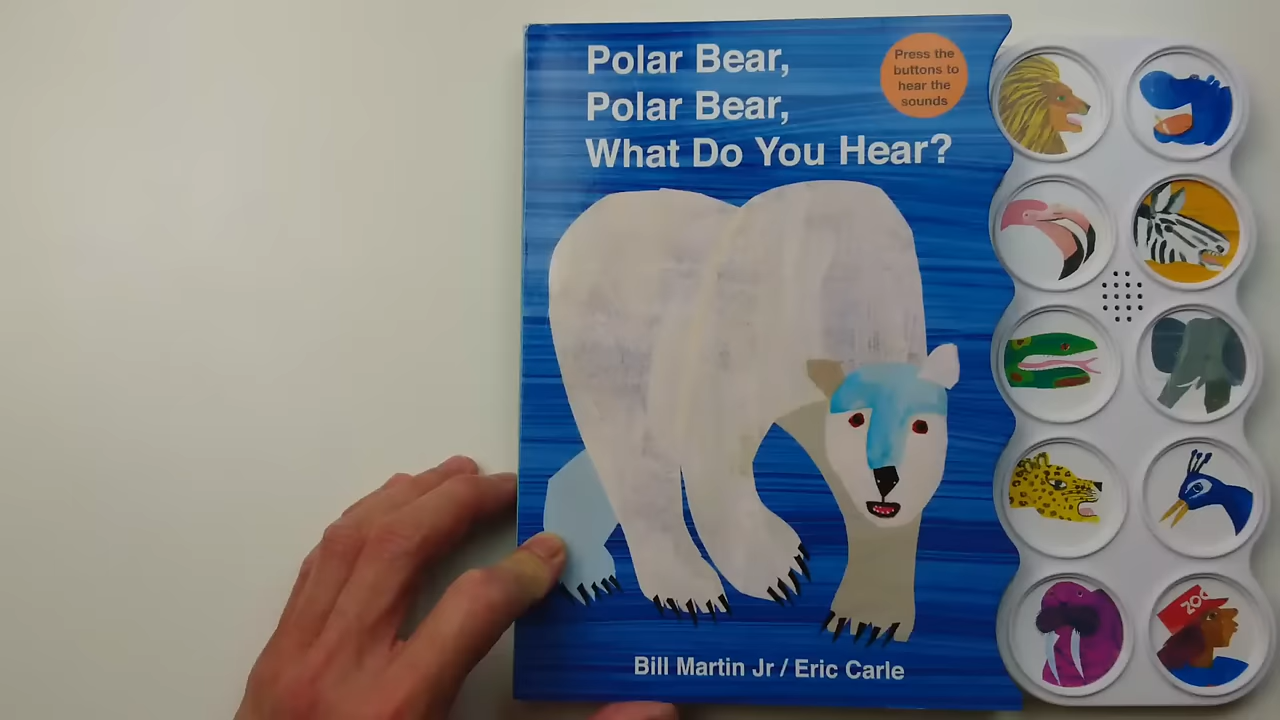 Polar Bear,
Polar Bear,
What Do You Hear?
Press the
buttons to
hear the
sounds
ZOO
Bill Martin Jr / Eric Carle